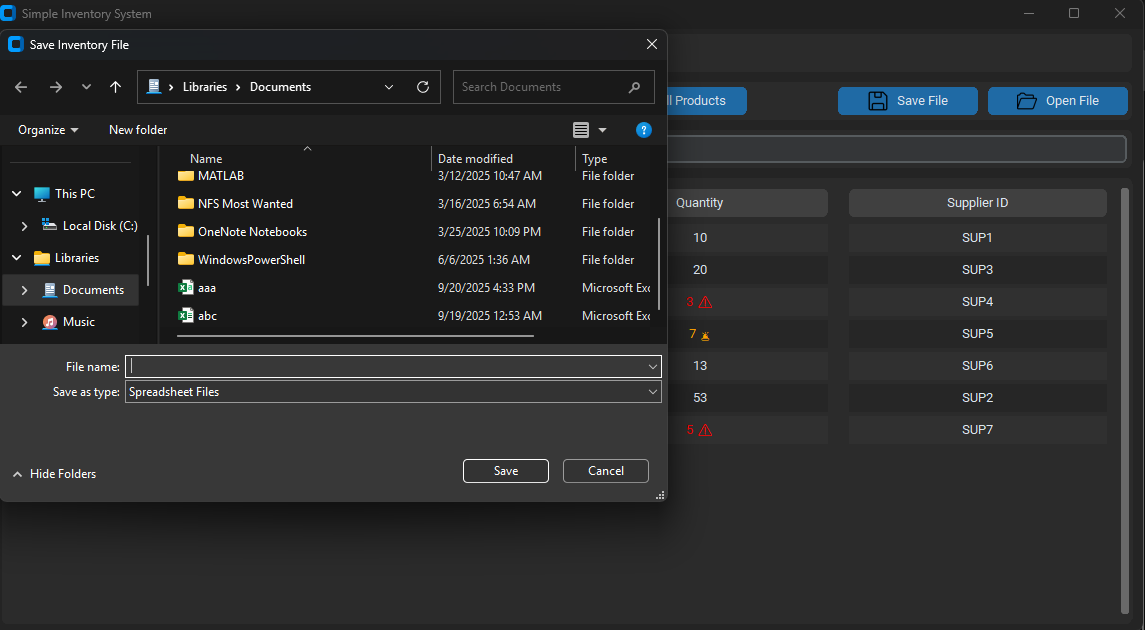 Simple Inventory System
Save Inventory File
Libraries Documents
Search Documents
Organize
New folder
Name Date modified Type
MATLAB 3/12/2025 10:47 AM File folder
NFS Most Wanted 3/16/2025 6:54 AM File folder
OneNote Notebooks 3/25/2025 10:09 PM File folder
WindowsPowerShell 6/6/2025 1:36 AM File folder
aaa 9/20/2025 4:33 PM Microsoft Exc
abc 9/19/2025 12:53 AM Microsoft Exc
This PC
Local Disk (C:)
Libraries
Documents
Music
File name:
Save as type: Spreadsheet Files
Hide Folders
Save
Cancel
ll Products
Save File
Open File
Quantity Supplier ID
10 SUP1
20 SUP3
3 SUP4
7 SUP5
13 SUP6
53 SUP2
5 SUP7